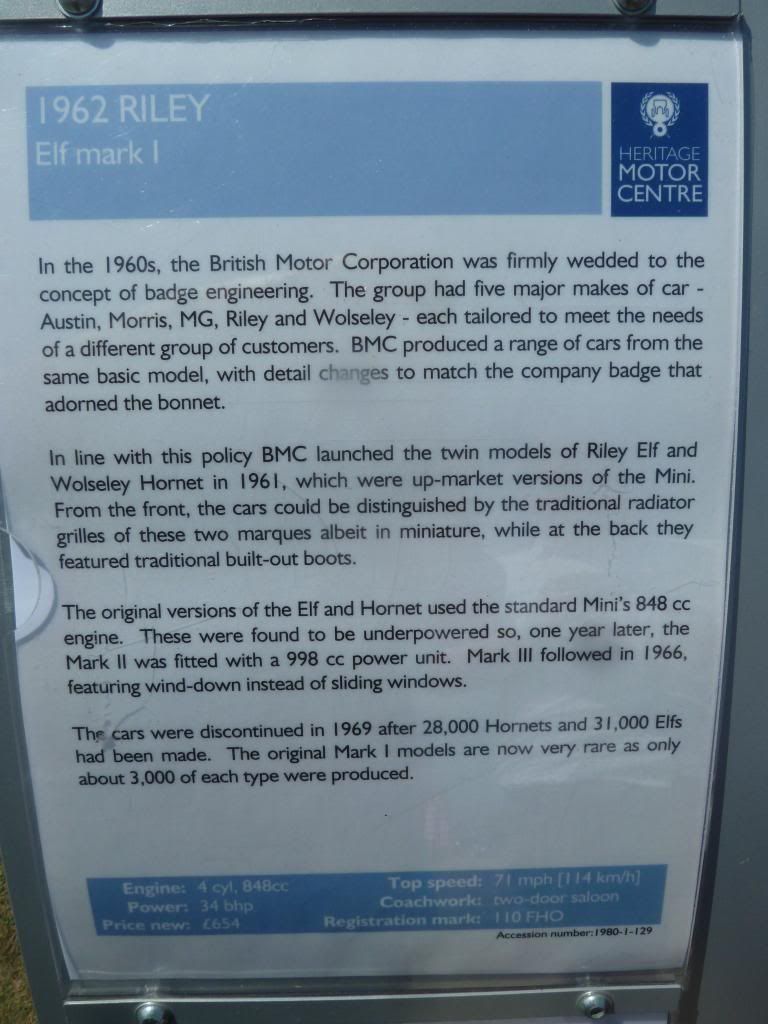 1962 RILEY
Elf mark I
HERITAGE
MOTOR
CENTRE
In the 1960s, the British Motor Corporation was firmly wedded to the
concept of badge engineering. The group had five major makes of car -
Austin, Morris, MG, Riley and Wolseley - each tailored to meet the needs
of a different group of customers. BMC produced a range of cars from the
same basic model, with detail changes to match the company badge that
adorned the bonnet.
In line with this policy BMC launched the twin models of Riley Elf and
Wolseley Hornet in 1961, which were up-market versions of the Mini.
From the front, the cars could be distinguished by the traditional radiator
grilles of these two marques albeit in miniature, while at the back they
featured traditional built-out boots.
The original versions of the Elf and Hornet used the standard Mini's 848 cc
engine. These were found to be underpowered so, one year later, the
Mark II was fitted with a 998 cc power unit. Mark III followed in 1966,
featuring wind-down instead of sliding windows.
The cars were discontinued in 1969 after 28,000 Hornets and 31,000 Elfs
had been made. The original Mark I models are now very rare as only
about 3,000 of each type were produced.
Engine: 4 cyl, 848cc
Power: 34 bhp
Price new: £654
Top speed: 71 mph [114 km/h]
Coachwork: two-door saloon
Registration mark: 110 FHO
Accession number:1980-1-129